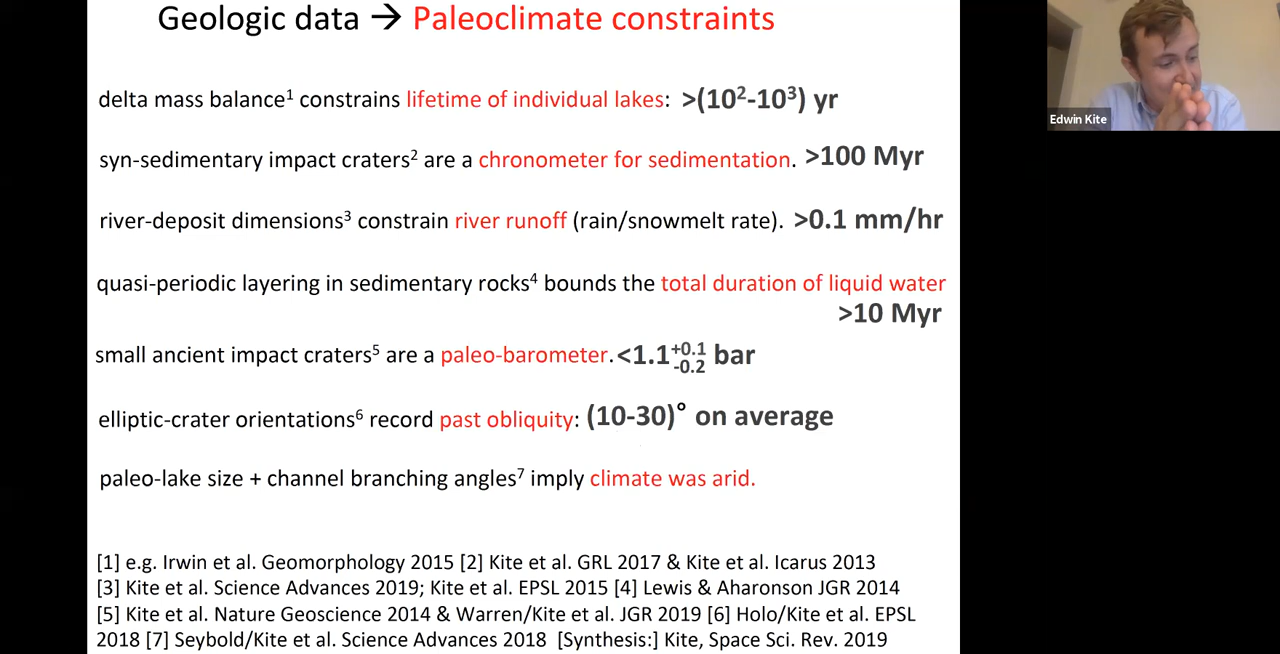 Geologic data → Paleoclimate constraints
delta mass balance¹ constrains lifetime of individual lakes: >(10²-10³) yr
syn-sedimentary impact craters² are a chronometer for sedimentation. >100 Myr
river-deposit dimensions³ constrain river runoff (rain/snowmelt rate). >0.1 mm/hr
quasi-periodic layering in sedimentary rocks⁴ bounds the total duration of liquid water
>10 Myr
small ancient impact craters⁵ are a paleo-barometer. <1.1 +0.1 -0.2 bar
elliptic-crater orientations⁶ record past obliquity: (10-30)° on average
paleo-lake size + channel branching angles⁷ imply climate was arid.
[1] e.g. Irwin et al. Geomorphology 2015 [2] Kite et al. GRL 2017 & Kite et al. Icarus 2013
[3] Kite et al. Science Advances 2019; Kite et al. EPSL 2015 [4] Lewis & Aharonson JGR 2014
[5] Kite et al. Nature Geoscience 2014 & Warren/Kite et al. JGR 2019 [6] Holo/Kite et al. EPSL
2018 [7] Seybold/Kite et al. Science Advances 2018 [Synthesis:] Kite, Space Sci. Rev. 2019
Edwin Kite